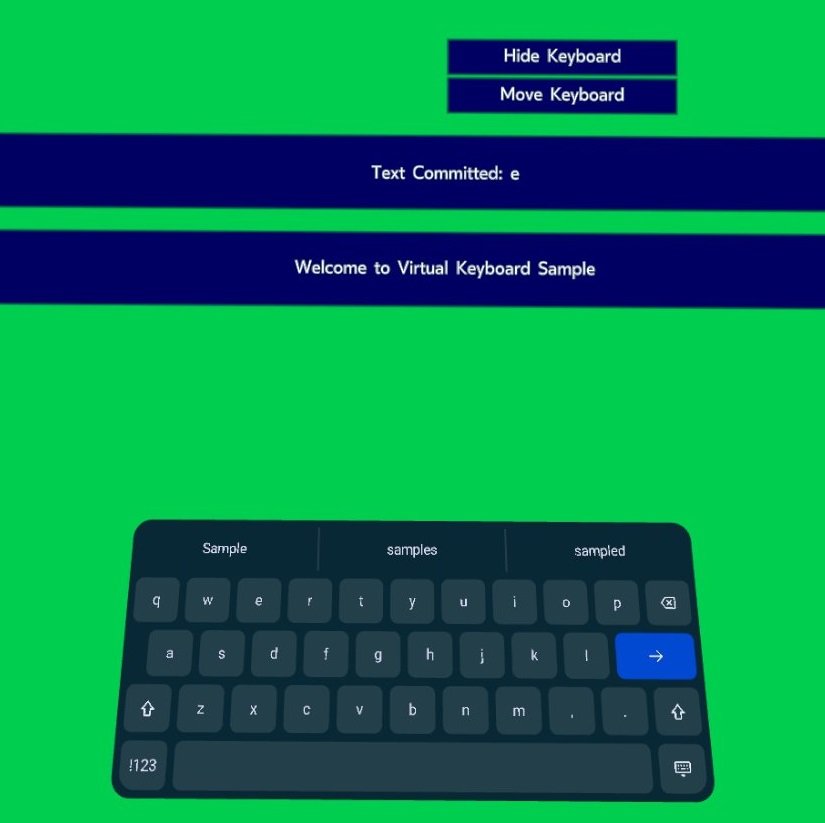 Hide Keyboard
Move Keyboard
Text Committed: e
Welcome to Virtual Keyboard Sample
Sample samples sampled
q w e r t y u i o p
a s d f g h j k l
z x c v b n m , .
!123